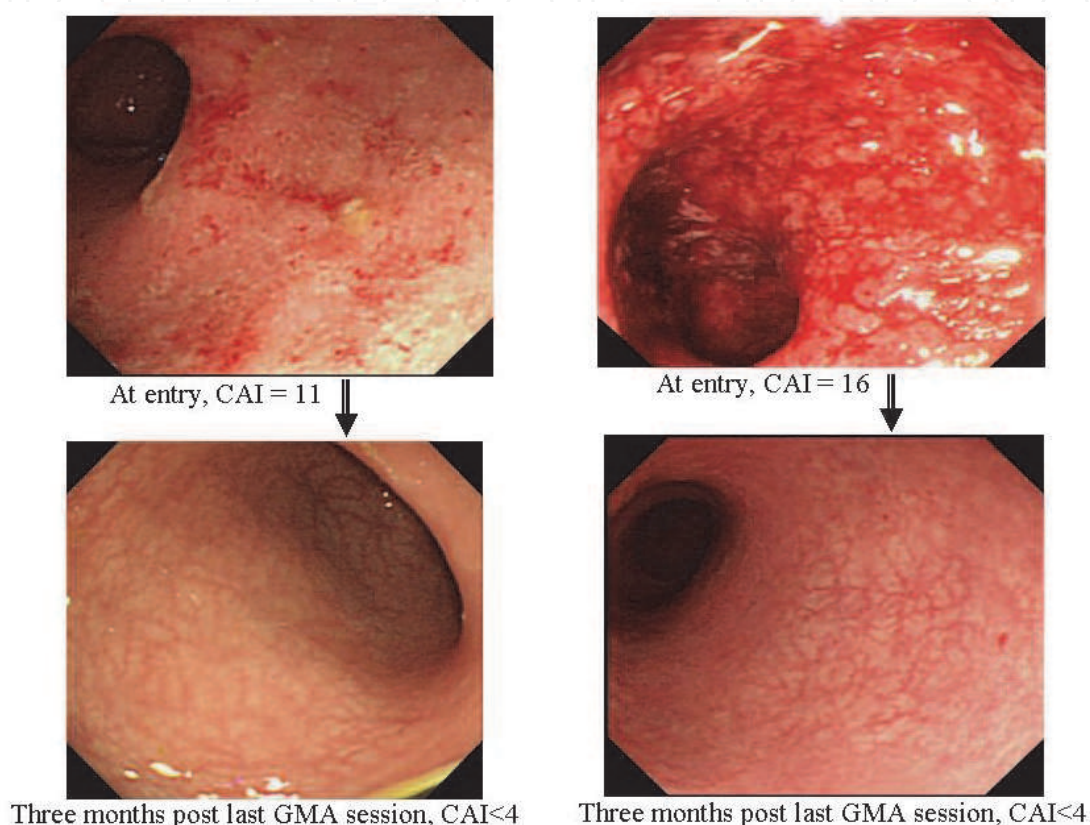 At entry, CAI = 11
At entry, CAI = 16
Three months post last GMA session, CAI<4
Three months post last GMA session, CAI<4